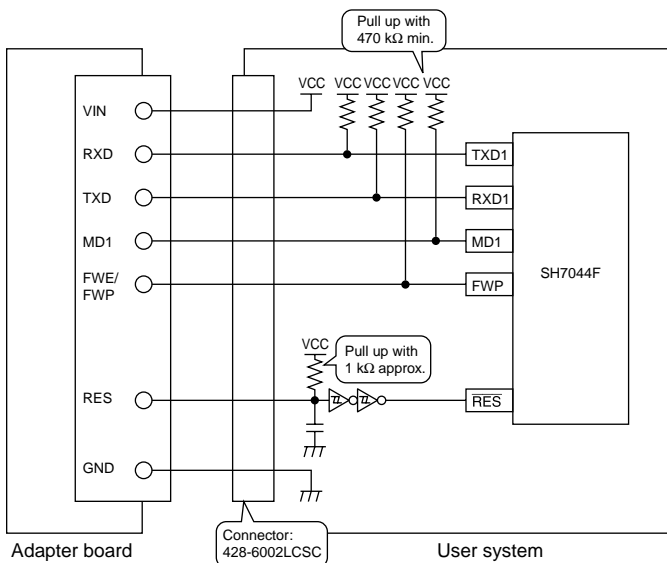 Pull up with
470 kΩ min.
VCC VCC VCC VCC VCC
VIN
RXD
TXD1
TXD
RXD1
MD1
MD1
SH7044F
FWE/
FWP
FWP
VCC
Pull up with
1 kΩ approx.
RES
RES
GND
Connector:
428-6002LCSC
Adapter board
User system